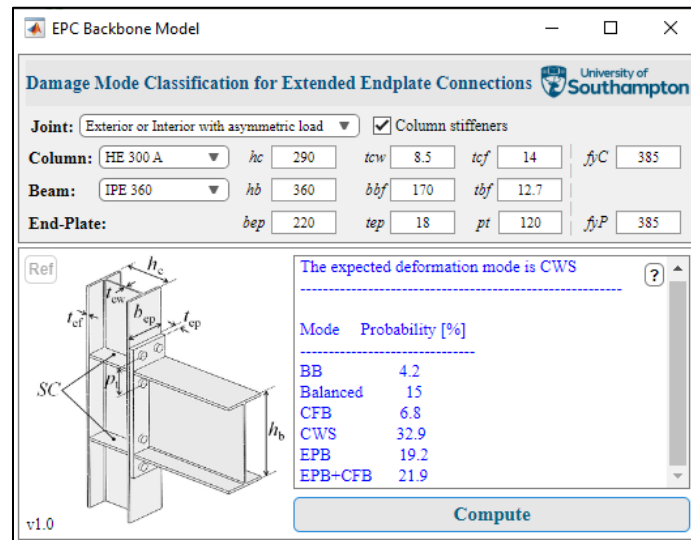 EPC Backbone Model
Damage Mode Classification for Extended Endplate Connections University of Southampton
Joint: Exterior or Interior with asymmetric load Column stiffeners
Column: HE 300 A hc 290 tcw 8.5 tcf 14 fyC 385
Beam: IPE 360 hb 360 bbf 170 tbf 12.7
End-Plate: bep 220 tep 18 pt 120 fyP 385
Ref
hc
tcw
tcf
bep
tep
pt
SC
hb
v1.0
The expected deformation mode is CWS
?
------------------------------------------------------------
Mode Probability [%]
--------------------------------
BB 4.2
Balanced 15
CFB 6.8
CWS 32.9
EPB 19.2
EPB+CFB 21.9
Compute